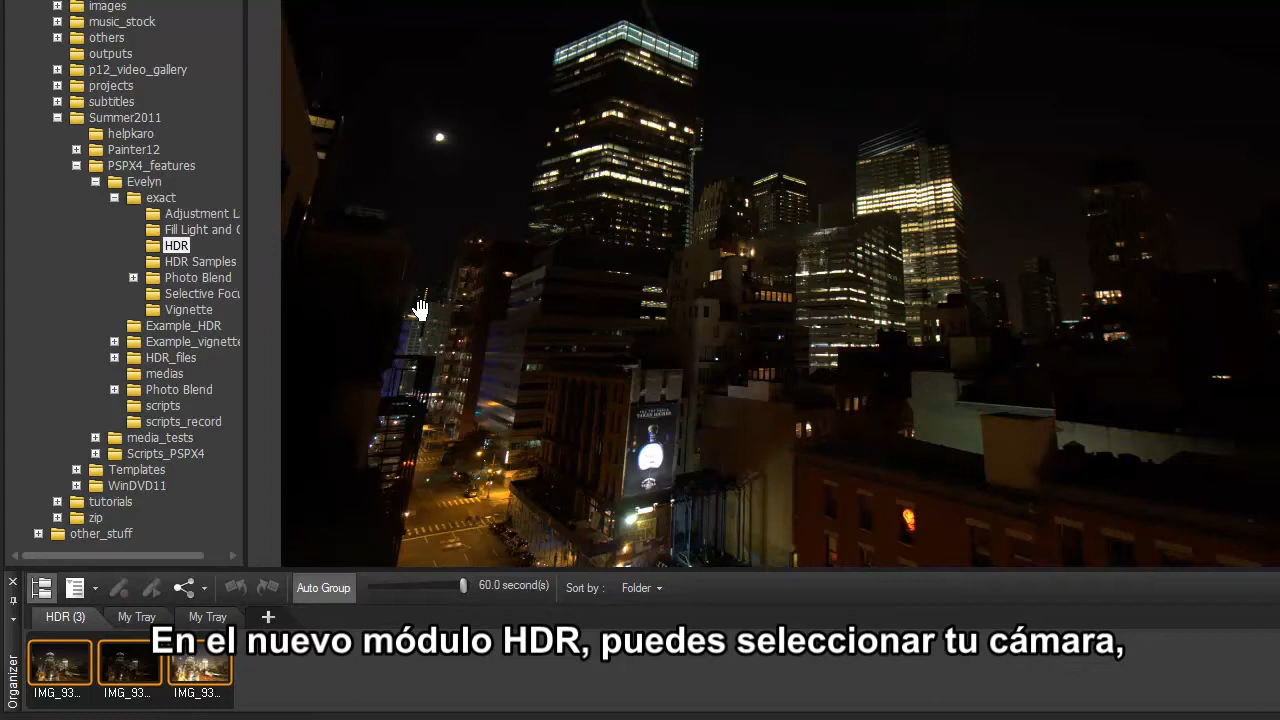 images
music_stock
others
outputs
p12_video_gallery
projects
subtitles
Summer2011
helpkaro
Painter12
PSPX4_features
Evelyn
exact
Adjustment L
Fill Light and C
HDR
HDR Samples
Photo Blend
Selective Focu
Vignette
Example_HDR
Example_vignette
HDR_files
medias
Photo Blend
scripts
scripts_record
media_tests
Scripts_PSPX4
Templates
WinDVD11
tutorials
zip
other_stuff
Auto Group 60.0 second(s) Sort by : Folder
HDR (3) My Tray My Tray
En el nuevo módulo HDR, puedes seleccionar tu cámara,
IMG_93... IMG_93... IMG_93...
Organizer